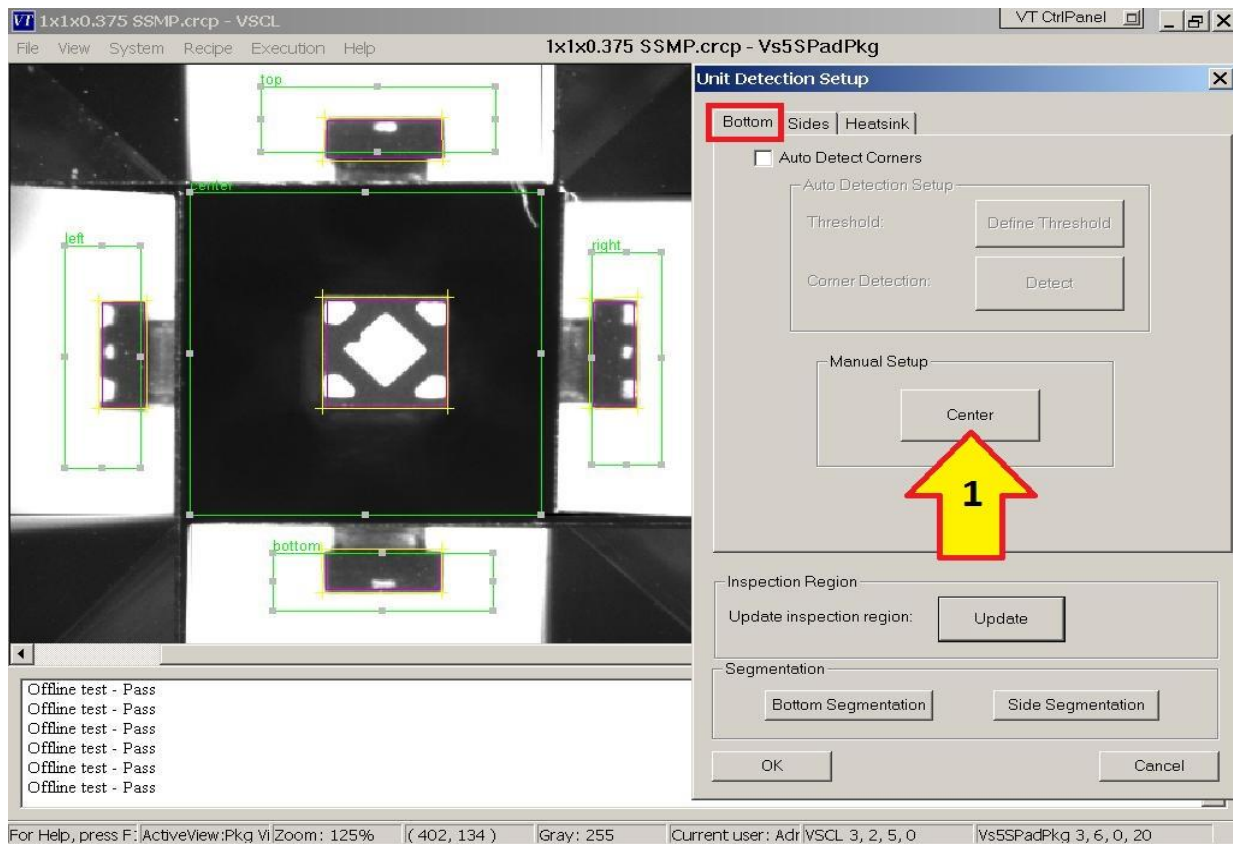 VT 1x1x0.375 SSMP.crcp - VSCL
VT CtrlPanel
File View System Recipe Execution Help
1x1x0.375 SSMP.crcp - Vs5SPadPkg
top
center
left
right
bottom
Unit Detection Setup
Bottom Sides Heatsink
Auto Detect Corners
Auto Detection Setup
Threshold: Define Threshold
Corner Detection: Detect
Manual Setup
Center
1
Inspection Region
Update inspection region: Update
Segmentation
Bottom Segmentation Side Segmentation
OK Cancel
Offline test - Pass
Offline test - Pass
Offline test - Pass
Offline test - Pass
Offline test - Pass
Offline test - Pass
For Help, press F: ActiveView:Pkg Vi Zoom: 125% ( 402, 134 ) Gray: 255 Current user: Adr VSCL 3, 2, 5, 0 Vs5SPadPkg 3, 6, 0, 20